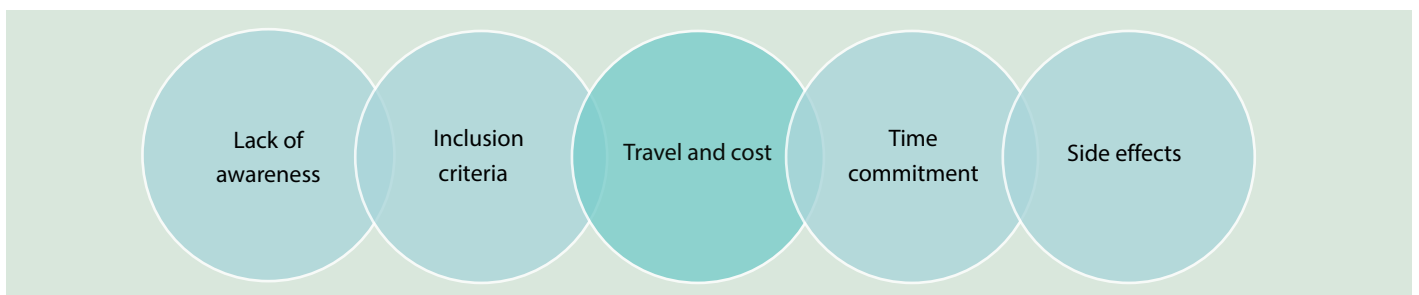 Lack of
awareness
Inclusion
criteria
Travel and cost
Time
commitment
Side effects